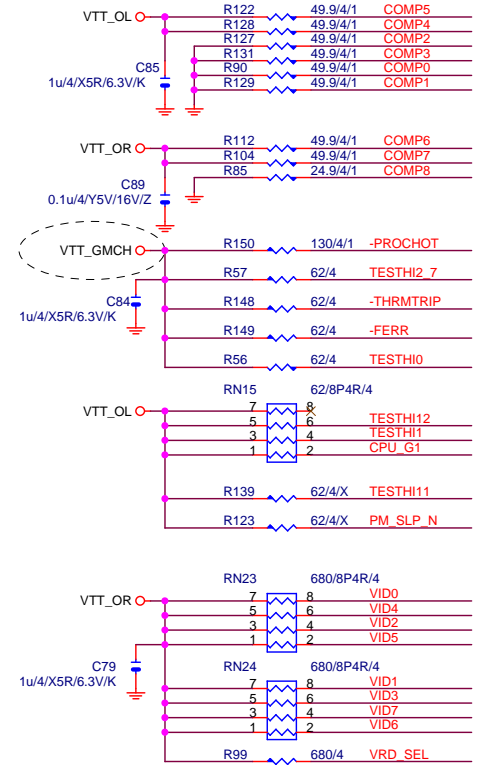 VTT_OL R122 49.9/4/1 COMP5
R128 49.9/4/1 COMP4
R127 49.9/4/1 COMP2
R131 49.9/4/1 COMP3
C85 R90 49.9/4/1 COMP0
1u/4/X5R/6.3V/K R129 49.9/4/1 COMP1
VTT_OR R112 49.9/4/1 COMP6
R104 49.9/4/1 COMP7
R85 24.9/4/1 COMP8
C89
0.1u/4/Y5V/16V/Z
VTT_GMCH R150 130/4/1 -PROCHOT
R57 62/4 TESTHI2_7
C84 R148 62/4 -THRMTRIP
1u/4/X5R/6.3V/K
R149 62/4 -FERR
R56 62/4 TESTHI0
RN15 62/8P4R/4
VTT_OL 7 8
5 6 TESTHI12
3 4 TESTHI1
1 2 CPU_G1
R139 62/4/X TESTHI11
R123 62/4/X PM_SLP_N
RN23 680/8P4R/4
VTT_OR 7 8 VID0
5 6 VID4
3 4 VID2
1 2 VID5
C79 RN24 680/8P4R/4
1u/4/X5R/6.3V/K 7 8 VID1
5 6 VID3
3 4 VID7
1 2 VID6
R99 680/4 VRD_SEL